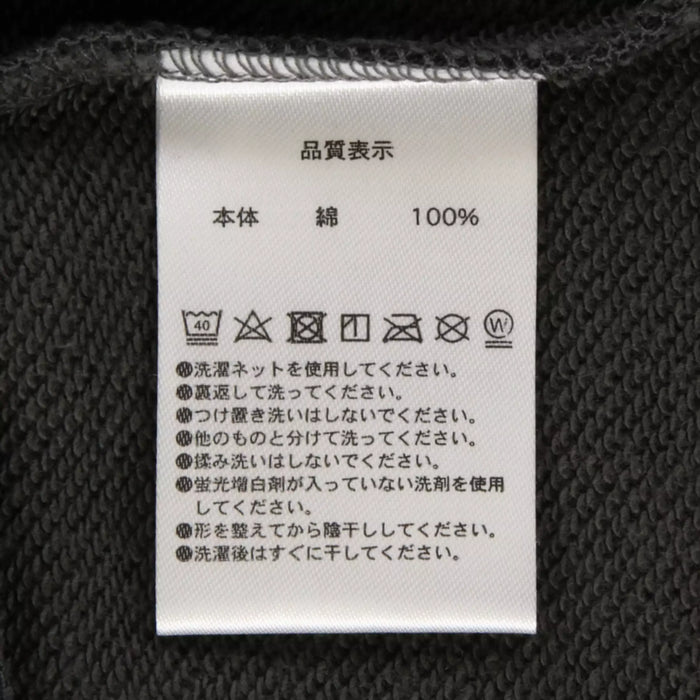 品質表示
本体 綿 100%
40 W
洗濯ネットを使用してください。
裏返して洗ってください。
つけ置き洗いはしないでください。
他のものと分けて洗ってください。
揉み洗いはしないでください。
蛍光増白剤が入っていない洗剤を使用
してください。
形を整えてから陰干ししてください。
洗濯後はすぐに干してください。